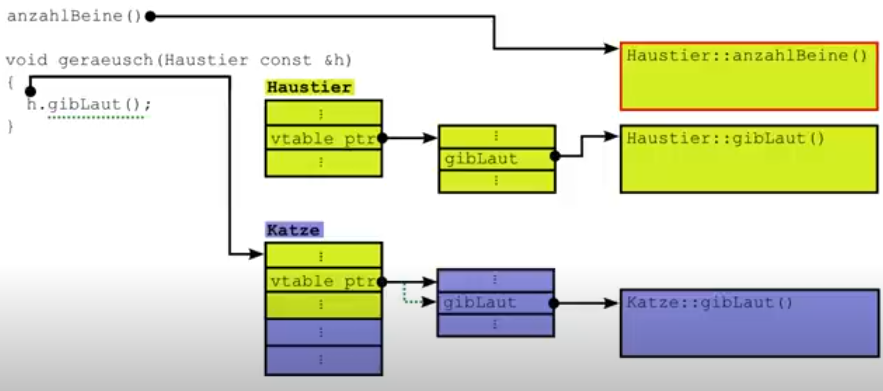 anzahlBeine()
void geraeusch(Haustier const &h)
{
h.gibLaut();
}
Haustier
⋮
vtable ptr
⋮
⋮
gibLaut
⋮
Haustier::anzahlBeine()
Haustier::gibLaut()
Katze
⋮
vtable ptr
⋮
⋮
⋮
⋮
gibLaut
⋮
Katze::gibLaut()